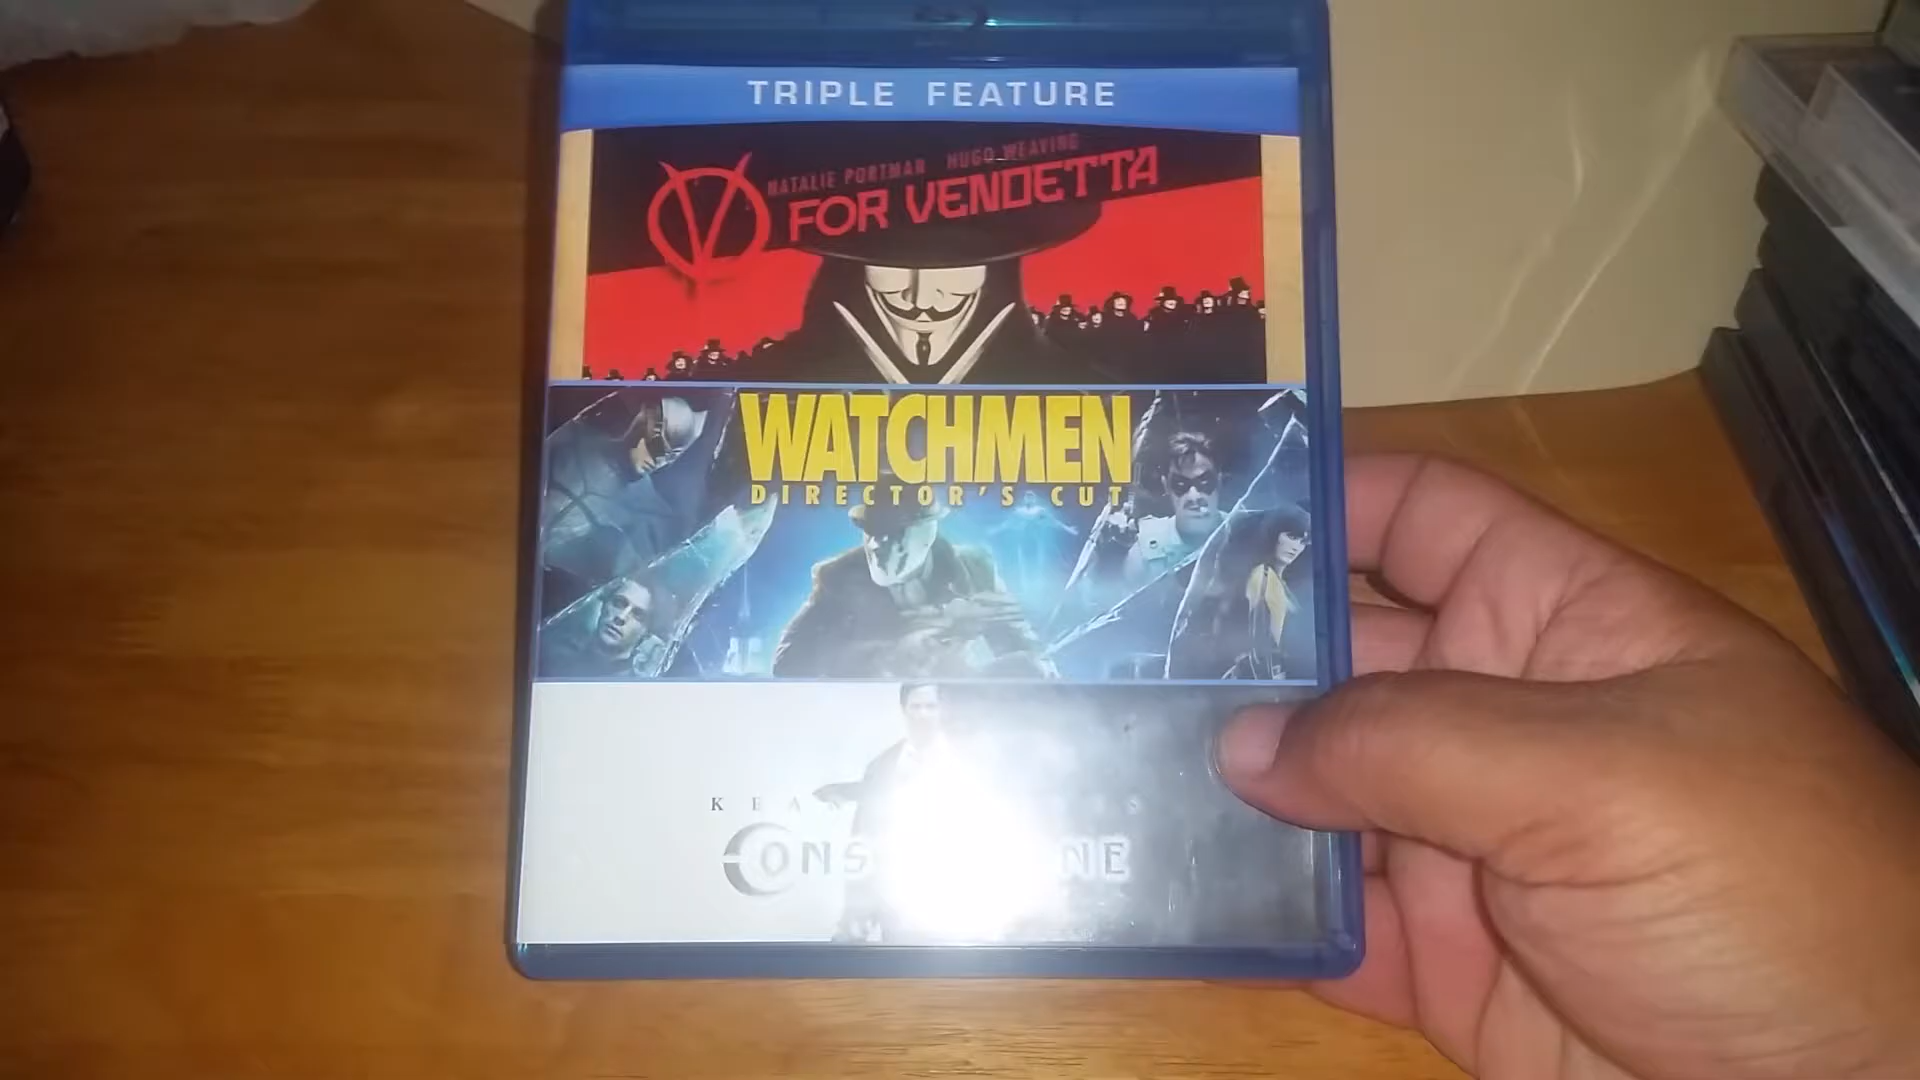 TRIPLE FEATURE
NATALIE PORTMAN HUGO WEAVING
V FOR VENDETTA
WATCHMEN
DIRECTOR'S CUT